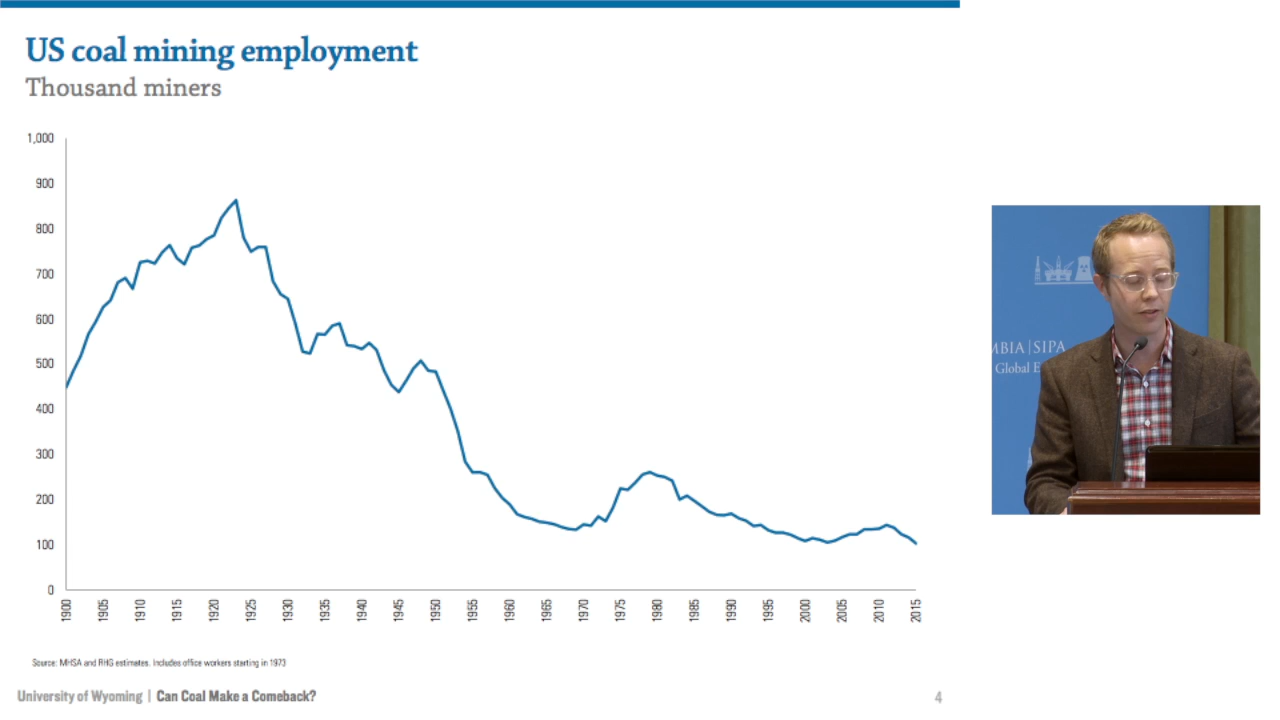 US coal mining employment
Thousand miners
1,000
900
800
700
600
500
400
300
200
100
0
1900 1905 1910 1915 1920 1925 1930 1935 1940 1945 1950 1955 1960 1965 1970 1975 1980 1985 1990 1995 2000 2005 2010 2015
Source: MHSA and RHG estimates. Includes office workers starting in 1973
University of Wyoming | Can Coal Make a Comeback?
4
MBIA | SIPA
Global E